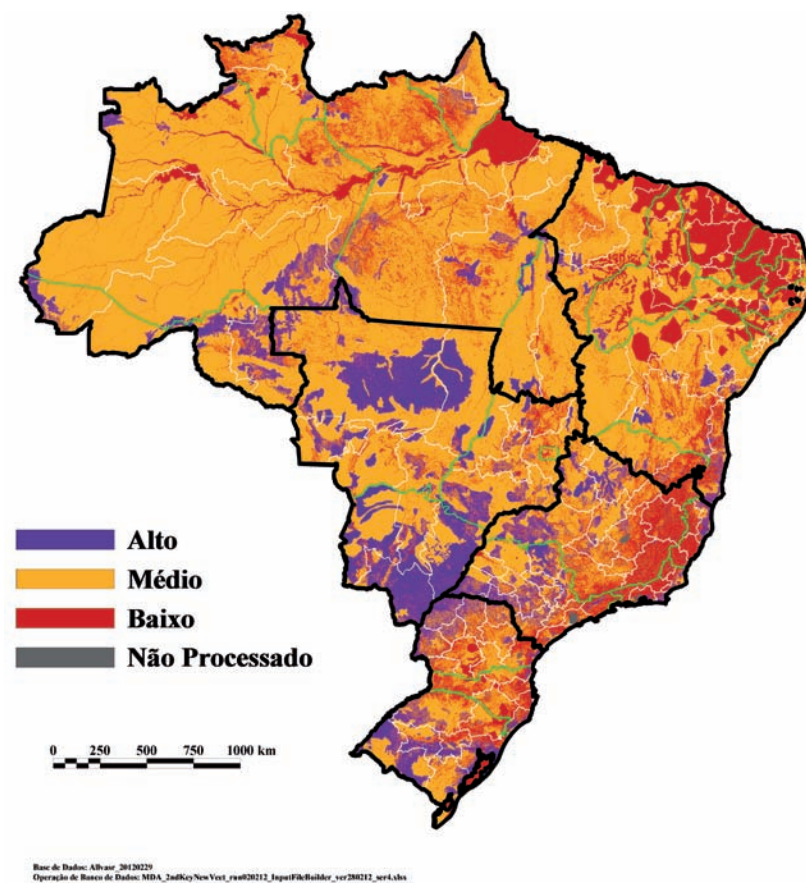 Alto
Médio
Baixo
Não Processado
0 250 500 750 1000 km
Base de Dados: Allvasr_20120229
Operação de Banco de Dados: MDA_2ndKeyNewVect_run020212_InputFileBuilder_ver280212_ser4.xlsx